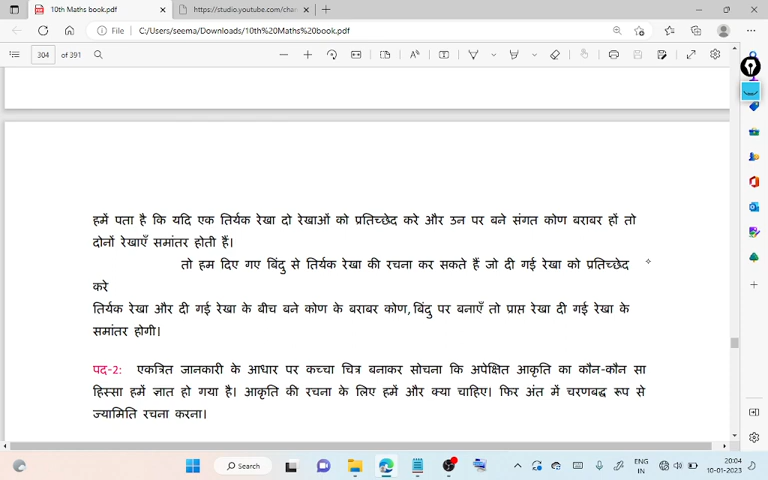 10th Maths book.pdf
https://studio.youtube.com/chan
File
C:/Users/seema/Downloads/10th%20Maths%20book.pdf
304 of 391
हमें पता है कि यदि एक तिर्यक रेखा दो रेखाओं को प्रतिच्छेद करे और उन पर बने संगत कोण बराबर हों तो
दोनों रेखाएँ समांतर होती हैं।
तो हम दिए गए बिंदु से तिर्यक रेखा की रचना कर सकते हैं जो दी गई रेखा को प्रतिच्छेद
करे
तिर्यक रेखा और दी गई रेखा के बीच बने कोण के बराबर कोण, बिंदु पर बनाएँ तो प्राप्त रेखा दी गई रेखा के
समांतर होगी।
पद-2: एकत्रित जानकारी के आधार पर कच्चा चित्र बनाकर सोचना कि अपेक्षित आकृति का कौन-कौन सा
हिस्सा हमें ज्ञात हो गया है। आकृति की रचना के लिए हमें और क्या चाहिए। फिर अंत में चरणबद्ध रूप से
ज्यामिति रचना करना।
Search
ENG
IN
20:04
10-01-2023